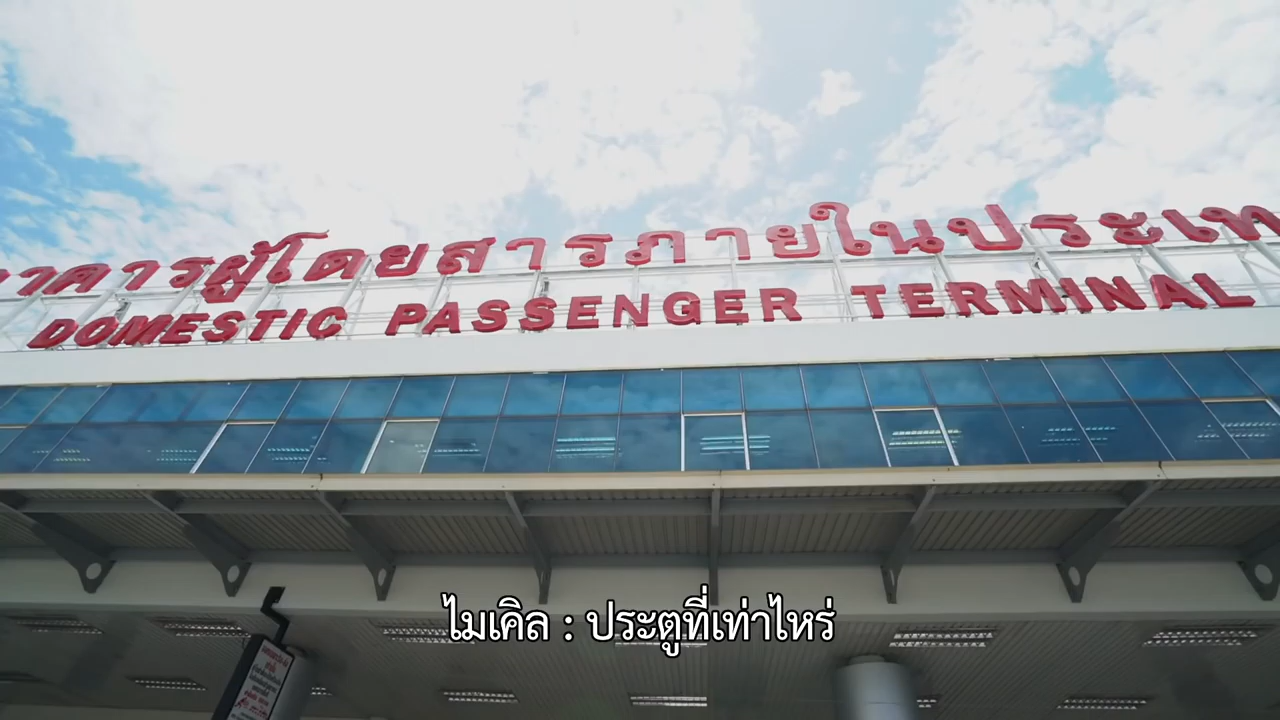 าคารผู้โดยสารภายในประเท
DOMESTIC PASSENGER TERMINAL
ไมเคิล : ประตูที่เท่าไหร่